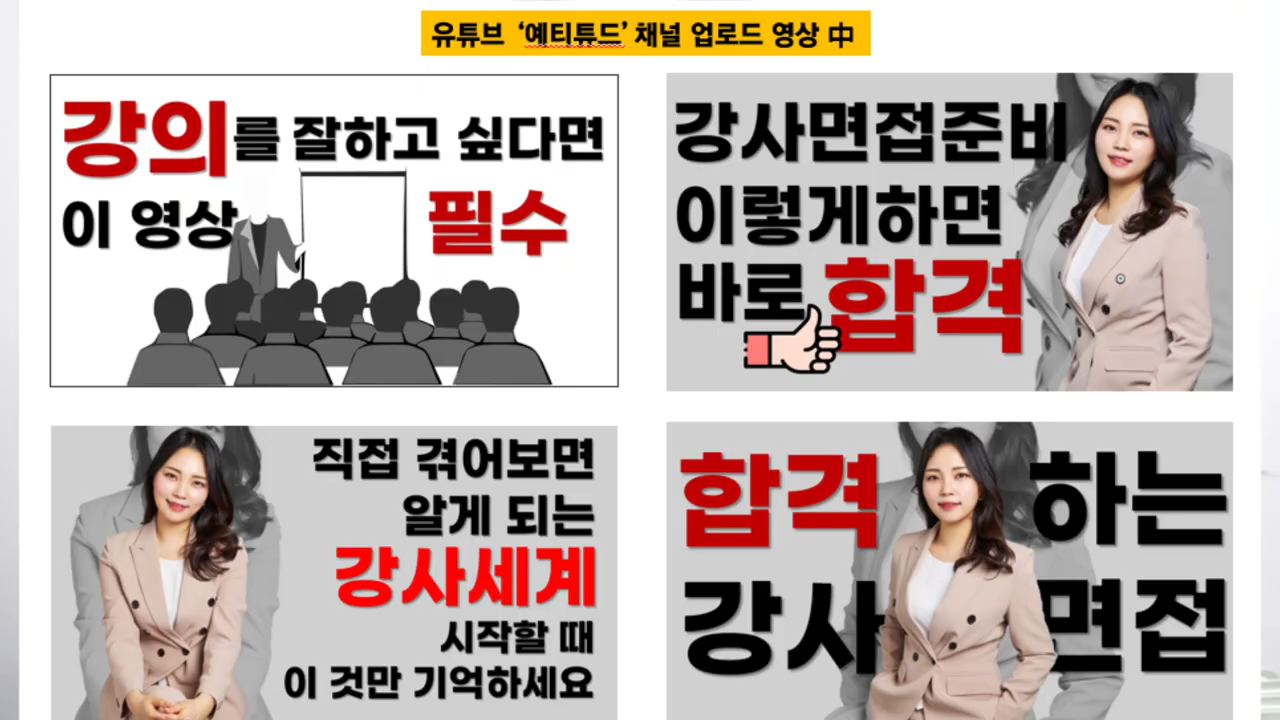 유튜브 ‘예티튜드’ 채널 업로드 영상 中
강의를 잘하고 싶다면
이 영상 필수
강사면접준비
이렇게하면
바로 합격
직접 겪어보면
알게 되는
강사세계
시작할 때
이 것만 기억하세요
합격하는
강사면접